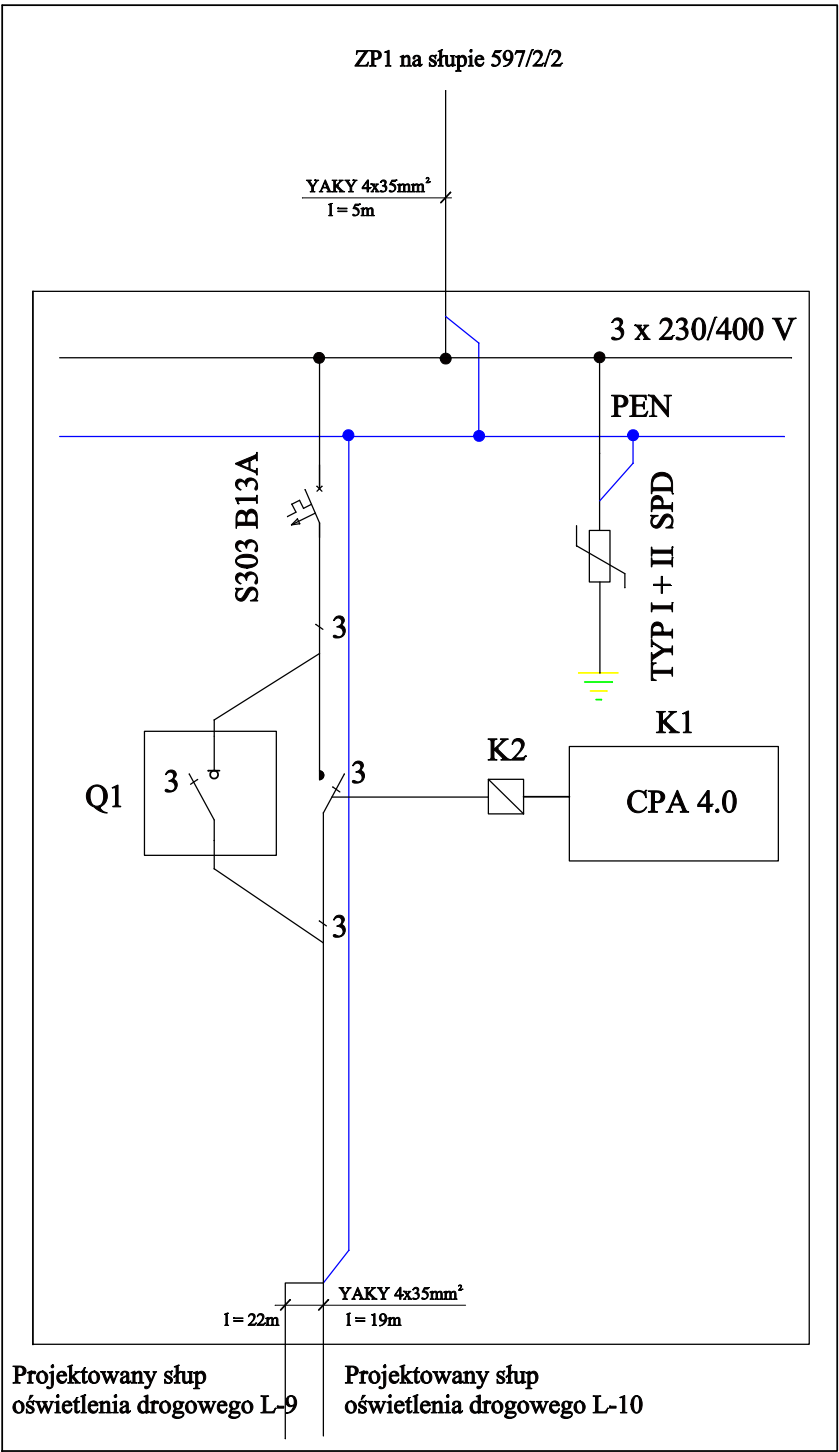 ZP1 na słupie 597/2/2
YAKY 4x35mm²
l = 5m
3 x 230/400 V
PEN
S303 B13A
TYP I + II SPD
3
K1
K2
3
3
Q1
CPA 4.0
3
YAKY 4x35mm²
l = 22m
l = 19m
Projektowany słup
oświetlenia drogowego L-9
Projektowany słup
oświetlenia drogowego L-10